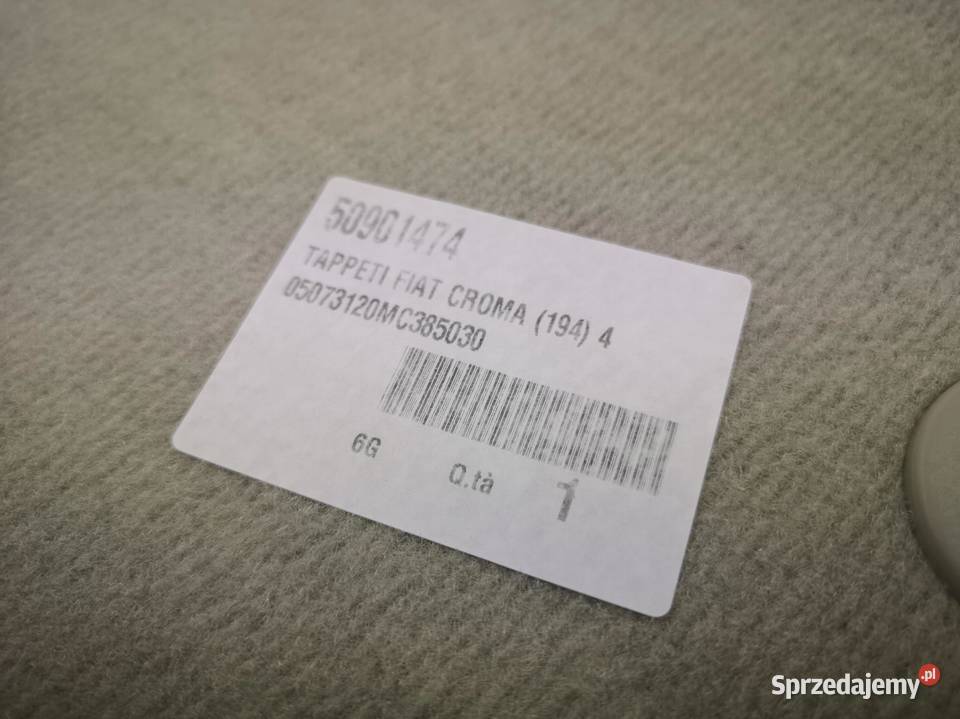 50901474
TAPPETI FIAT CROMA (194) 4
05073120MC385030
6G Q.tà 1
Sprzedajemy.pl